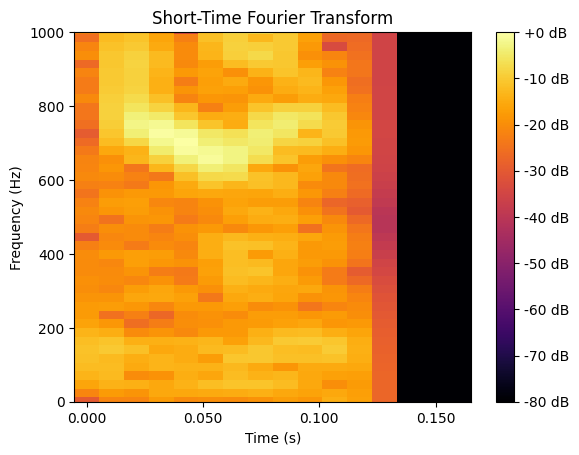 Short-Time Fourier Transform
Frequency (Hz)
1000
800
600
400
200
0
0.000 0.050 0.100 0.150
Time (s)
+0 dB
-10 dB
-20 dB
-30 dB
-40 dB
-50 dB
-60 dB
-70 dB
-80 dB